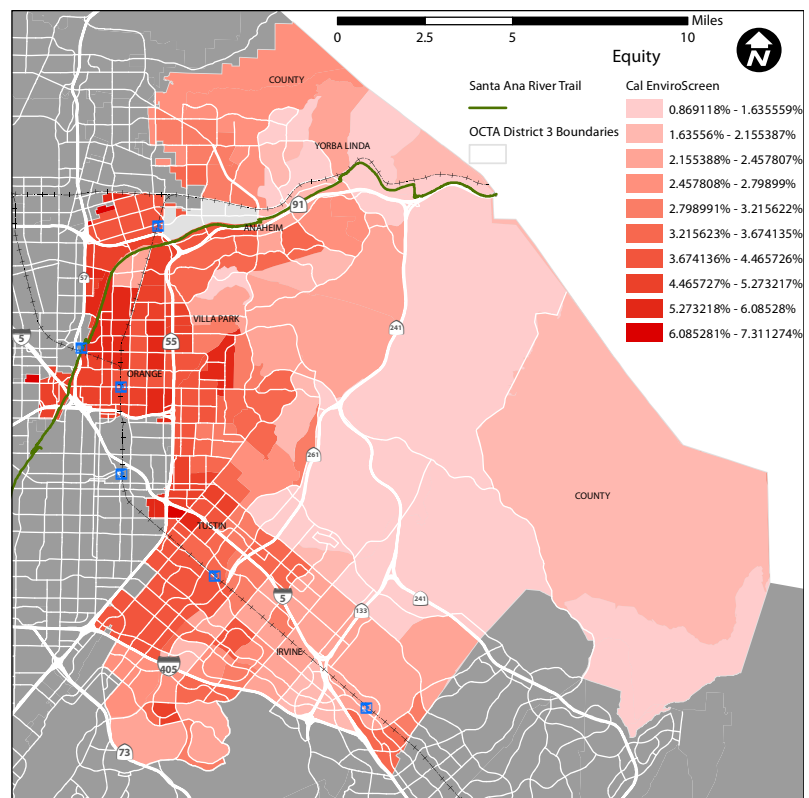 Miles
0 2.5 5 10
N
Equity
Santa Ana River Trail
OCTA District 3 Boundaries
Cal EnviroScreen
0.869118% - 1.635559%
1.63556% - 2.155387%
2.155388% - 2.457807%
2.457808% - 2.79899%
2.798991% - 3.215622%
3.215623% - 3.674135%
3.674136% - 4.465726%
4.465727% - 5.273217%
5.273218% - 6.08528%
6.085281% - 7.311274%
COUNTY
YORBA LINDA
91
ANAHEIM
57
VILLA PARK
241
5
55
ORANGE
261
COUNTY
TUSTIN
5
133
241
IRVINE
405
73